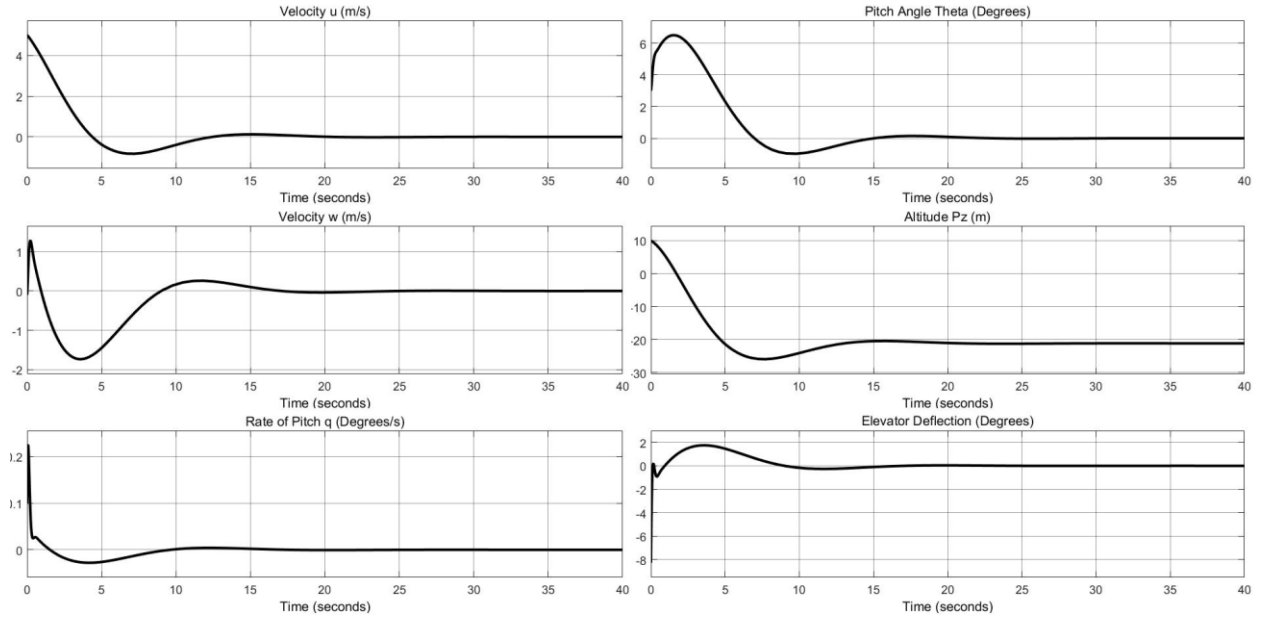 Velocity u (m/s)
4
2
0
0 5 10 15 20 25 30 35 40
Time (seconds)
Pitch Angle Theta (Degrees)
6
4
2
0
0 5 10 15 20 25 30 35 40
Time (seconds)
Velocity w (m/s)
1
0
-1
-2
0 5 10 15 20 25 30 35 40
Time (seconds)
Altitude Pz (m)
10
0
-10
-20
-30
0 5 10 15 20 25 30 35 40
Time (seconds)
Rate of Pitch q (Degrees/s)
0.2
0.1
0
0 5 10 15 20 25 30 35 40
Time (seconds)
Elevator Deflection (Degrees)
2
0
-2
-4
-6
-8
0 5 10 15 20 25 30 35 40
Time (seconds)